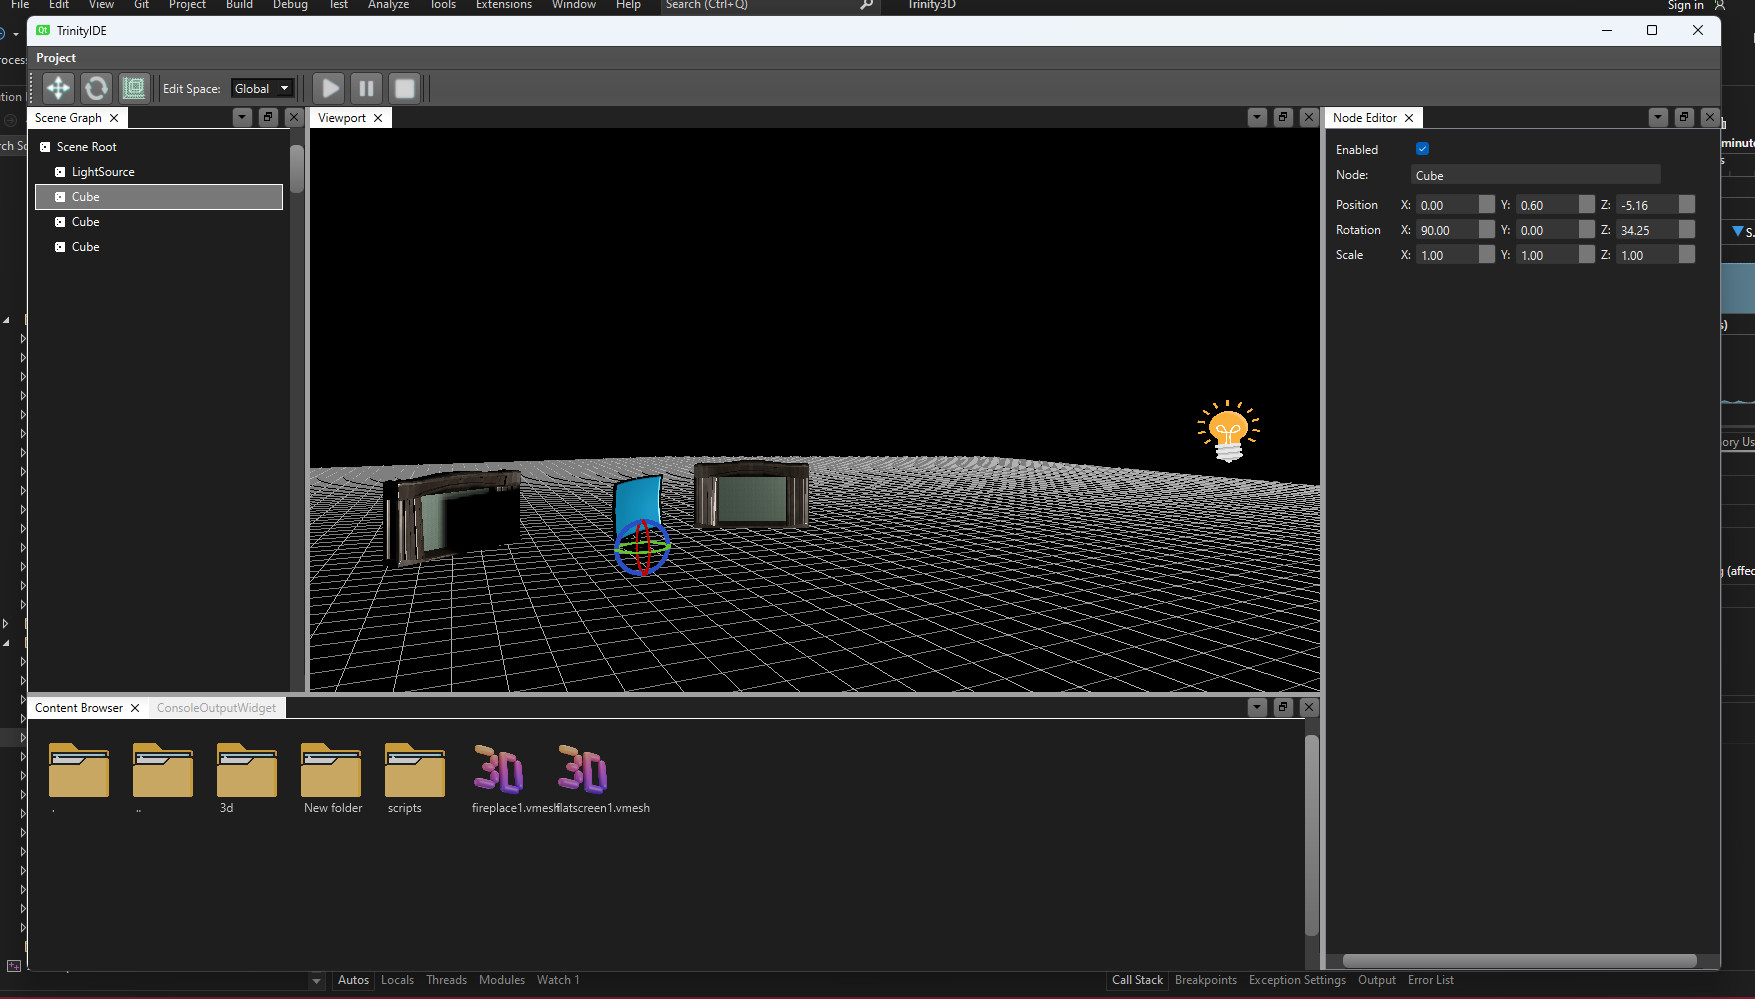 File Edit View Git Project Build Debug Test Analyze Tools Extensions Window Help Search (Ctrl+Q) Trinity3D Sign in
TrinityIDE
Project
Edit Space: Global
Scene Graph
Viewport
Node Editor
Scene Root
LightSource
Cube
Cube
Cube
Enabled
Node: Cube
Position X: 0.00 Y: 0.60 Z: -5.16
Rotation X: 90.00 Y: 0.00 Z: 34.25
Scale X: 1.00 Y: 1.00 Z: 1.00
Content Browser ConsoleOutputWidget
. .. 3d New folder scripts fireplace1.vmesh flatscreen1.vmesh
3D 3D
Autos Locals Threads Modules Watch 1 Call Stack Breakpoints Exception Settings Output Error List